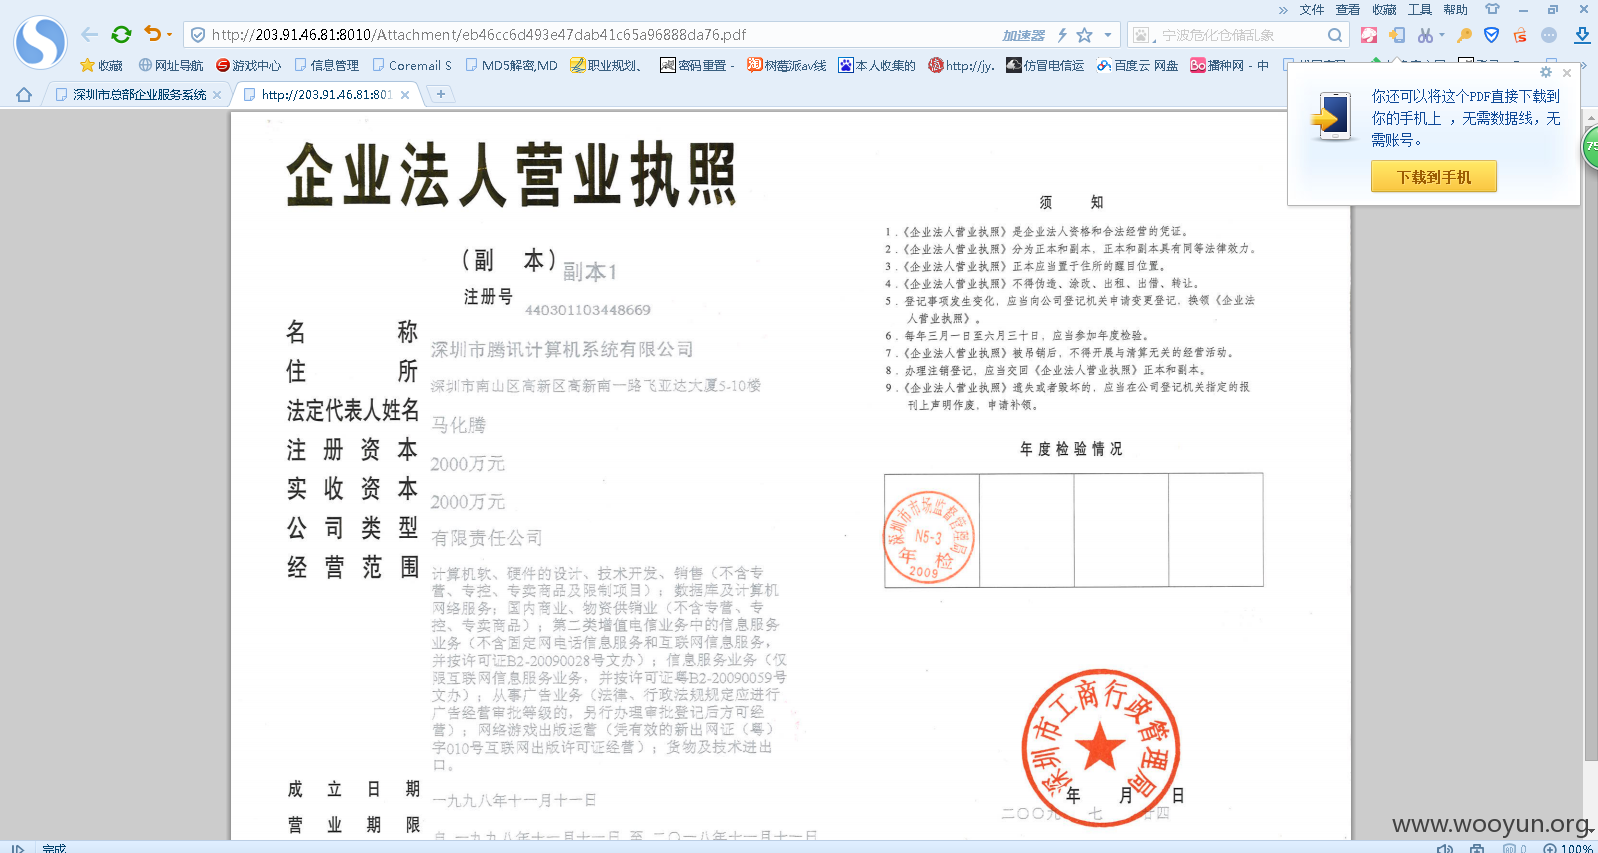 文件 查看 收藏 工具 帮助
http://203.91.46.81:8010/Attachment/eb46cc6d493e47dab41c65a96888da76.pdf
加速器
宁波危化仓储乱象
收藏 网址导航 游戏中心 信息管理 Coremail S MD5解密,MD 职业规划、 密码重置 - 树莓派av线 本人收集的 http://jy. 仿冒电信运 百度云 网盘 播种网 - 中
深圳市总部企业服务系统
http://203.91.46.81:801
你还可以将这个PDF直接下载到
你的手机上，无需数据线，无
需账号。
下载到手机
75
企业法人营业执照
（副 本）副本1
注册号
440301103448669
名 称 深圳市腾讯计算机系统有限公司
住 所 深圳市南山区高新区高新南一路飞亚达大厦5-10楼
法定代表人姓名 马化腾
注册资本 2000万元
实收资本 2000万元
公司类型 有限责任公司
经营范围 计算机软、硬件的设计、技术开发、销售（不含专
营、专控、专卖商品及限制项目）；数据库及计算机
网络服务；国内商业、物资供销业（不含专营、专
控、专卖商品）；第二类增值电信业务中的信息服务
业务（不含固定网电话信息服务和互联网信息服务，
并按许可证B2-20090028号文办）；信息服务业务（仅
限互联网信息服务业务，并按许可证粤B2-20090059号
文办）；从事广告业务（法律、行政法规规定应进行
广告经营审批等级的，另行办理审批登记后方可经
营）；网络游戏出版运营（凭有效的新出网证（粤）
字010号互联网出版许可证经营）；货物及技术进出
口。
成立日期 一九九八年十一月十一日
营业期限 自 一九九八年十一月十一日 至 二〇一八年十一月十一日
须 知
1．《企业法人营业执照》是企业法人资格和合法经营的凭证。
2．《企业法人营业执照》分为正本和副本，正本和副本具有同等法律效力。
3．《企业法人营业执照》正本应当置于住所的醒目位置。
4．《企业法人营业执照》不得伪造、涂改、出租、出借、转让。
5．登记事项发生变化，应当向公司登记机关申请变更登记，换领《企业法
人营业执照》。
6．每年三月一日至六月三十日，应当参加年度检验。
7．《企业法人营业执照》被吊销后，不得开展与清算无关的经营活动。
8．办理注销登记，应当交回《企业法人营业执照》正本和副本。
9．《企业法人营业执照》遗失或者毁坏的，应当在公司登记机关指定的报
刊上声明作废，申请补领。
年度检验情况
深圳市市场监督管理局
N5-3
年检
2009
深圳市工商行政管理局
年 月 日
二〇〇九 七 廿四
www.wooyun.org
完成
0
100%